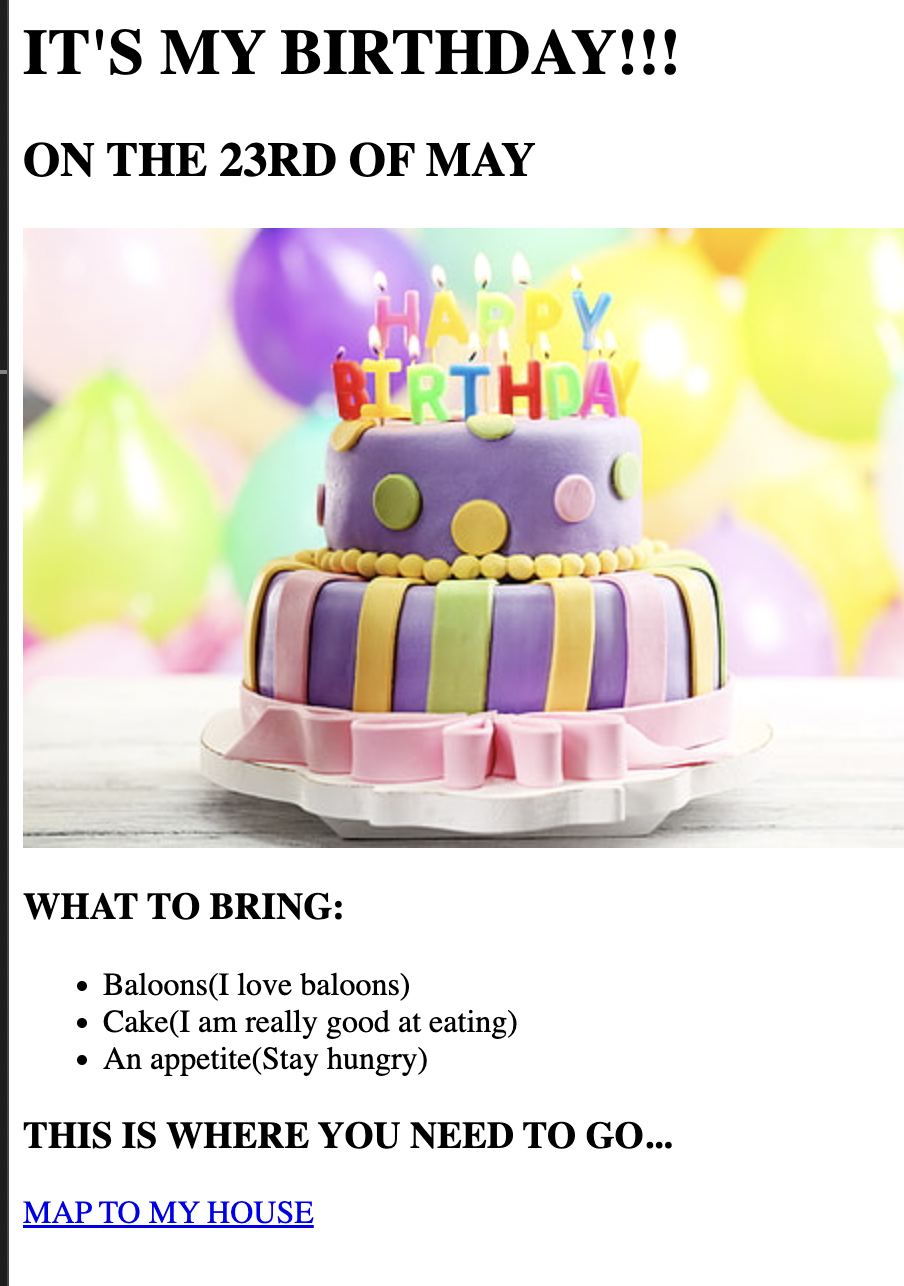 IT'S MY BIRTHDAY!!!
ON THE 23RD OF MAY
HAPPY
BIRTHDAY
WHAT TO BRING:
Baloons(I love baloons)
Cake(I am really good at eating)
An appetite(Stay hungry)
THIS IS WHERE YOU NEED TO GO...
MAP TO MY HOUSE